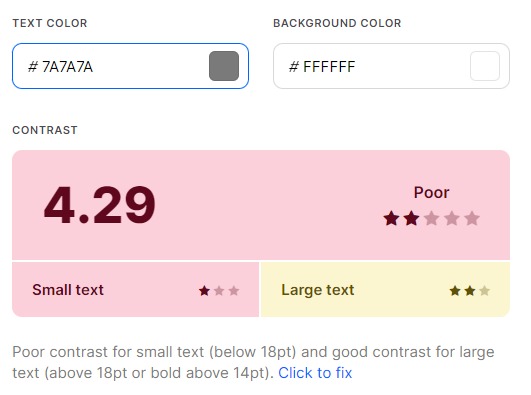 TEXT COLOR
BACKGROUND COLOR
# 7A7A7A
# FFFFFF
CONTRAST
4.29
Poor
Small text
Large text
Poor contrast for small text (below 18pt) and good contrast for large
text (above 18pt or bold above 14pt). Click to fix